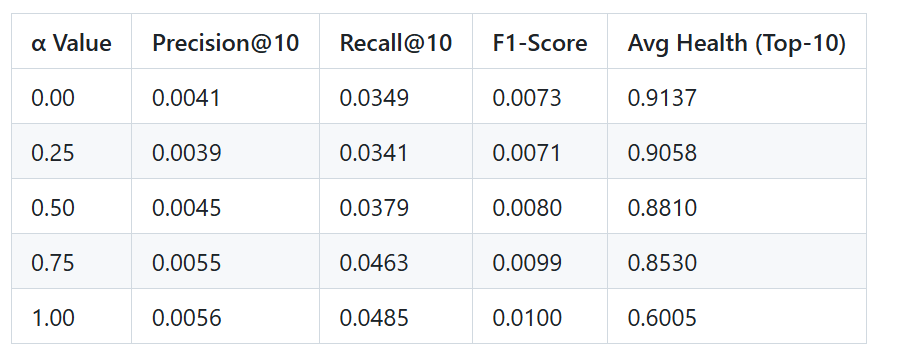 α Value Precision@10 Recall@10 F1-Score Avg Health (Top-10)
0.00 0.0041 0.0349 0.0073 0.9137
0.25 0.0039 0.0341 0.0071 0.9058
0.50 0.0045 0.0379 0.0080 0.8810
0.75 0.0055 0.0463 0.0099 0.8530
1.00 0.0056 0.0485 0.0100 0.6005